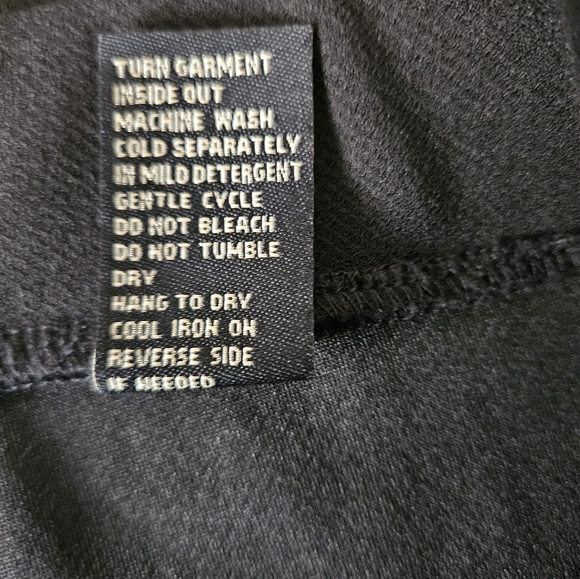 TURN GARMENT
INSIDE OUT
MACHINE WASH
COLD SEPARATELY
IN MILD DETERGENT
GENTLE CYCLE
DO NOT BLEACH
DO NOT TUMBLE
DRY
HANG TO DRY
COOL IRON ON
REVERSE SIDE
IF NEEDED